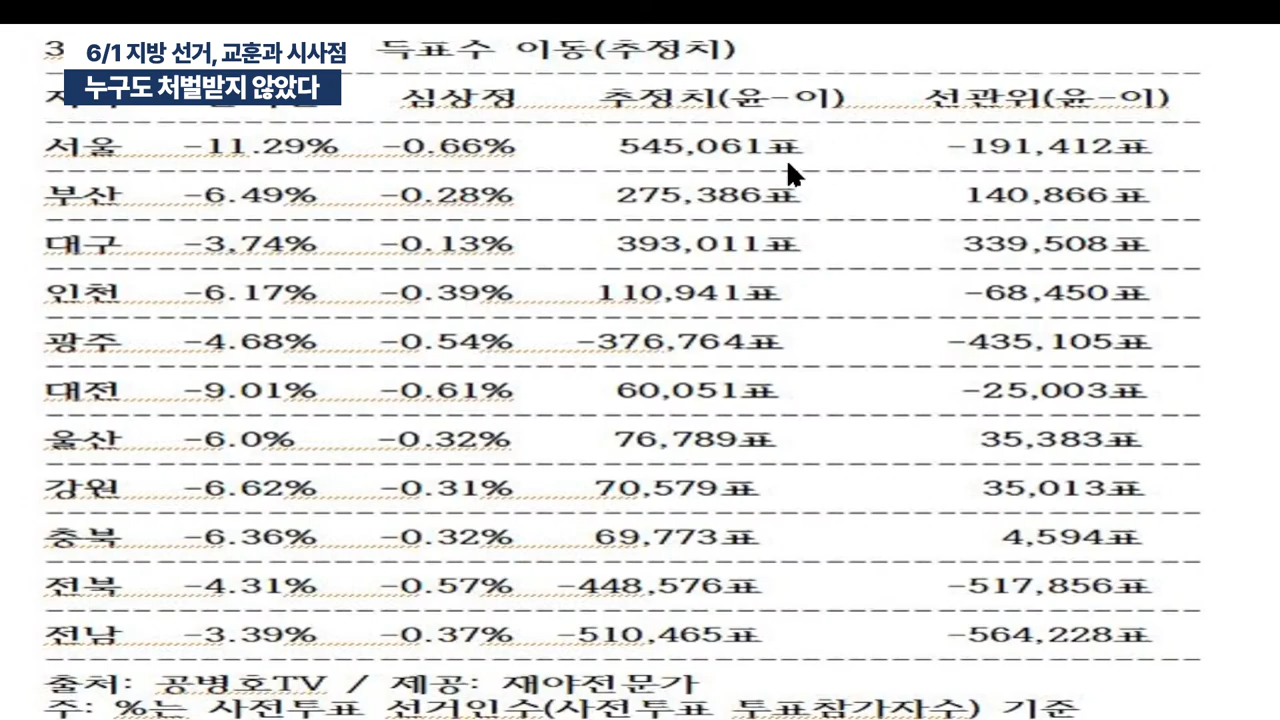 6/1 지방 선거, 교훈과 시사점
누구도 처벌받지 않았다
3 득표수 이동(추정치)
심상정 추정치(윤-이) 선관위(윤-이)
서울 -11.29% -0.66% 545,061표 -191,412표
부산 -6.49% -0.28% 275,386표 140,866표
대구 -3.74% -0.13% 393,011표 339,508표
인천 -6.17% -0.39% 110,941표 -68,450표
광주 -4.68% -0.54% -376,764표 -435,105표
대전 -9.01% -0.61% 60,051표 -25,003표
울산 -6.0% -0.32% 76,789표 35,383표
강원 -6.62% -0.31% 70,579표 35,013표
충북 -6.36% -0.32% 69,773표 4,594표
전북 -4.31% -0.57% -448,576표 -517,856표
전남 -3.39% -0.37% -510,465표 -564,228표
출처: 공병호TV / 제공: 재야전문가
주: %는 사전투표 선거인수(사전투표 투표참가자수) 기준